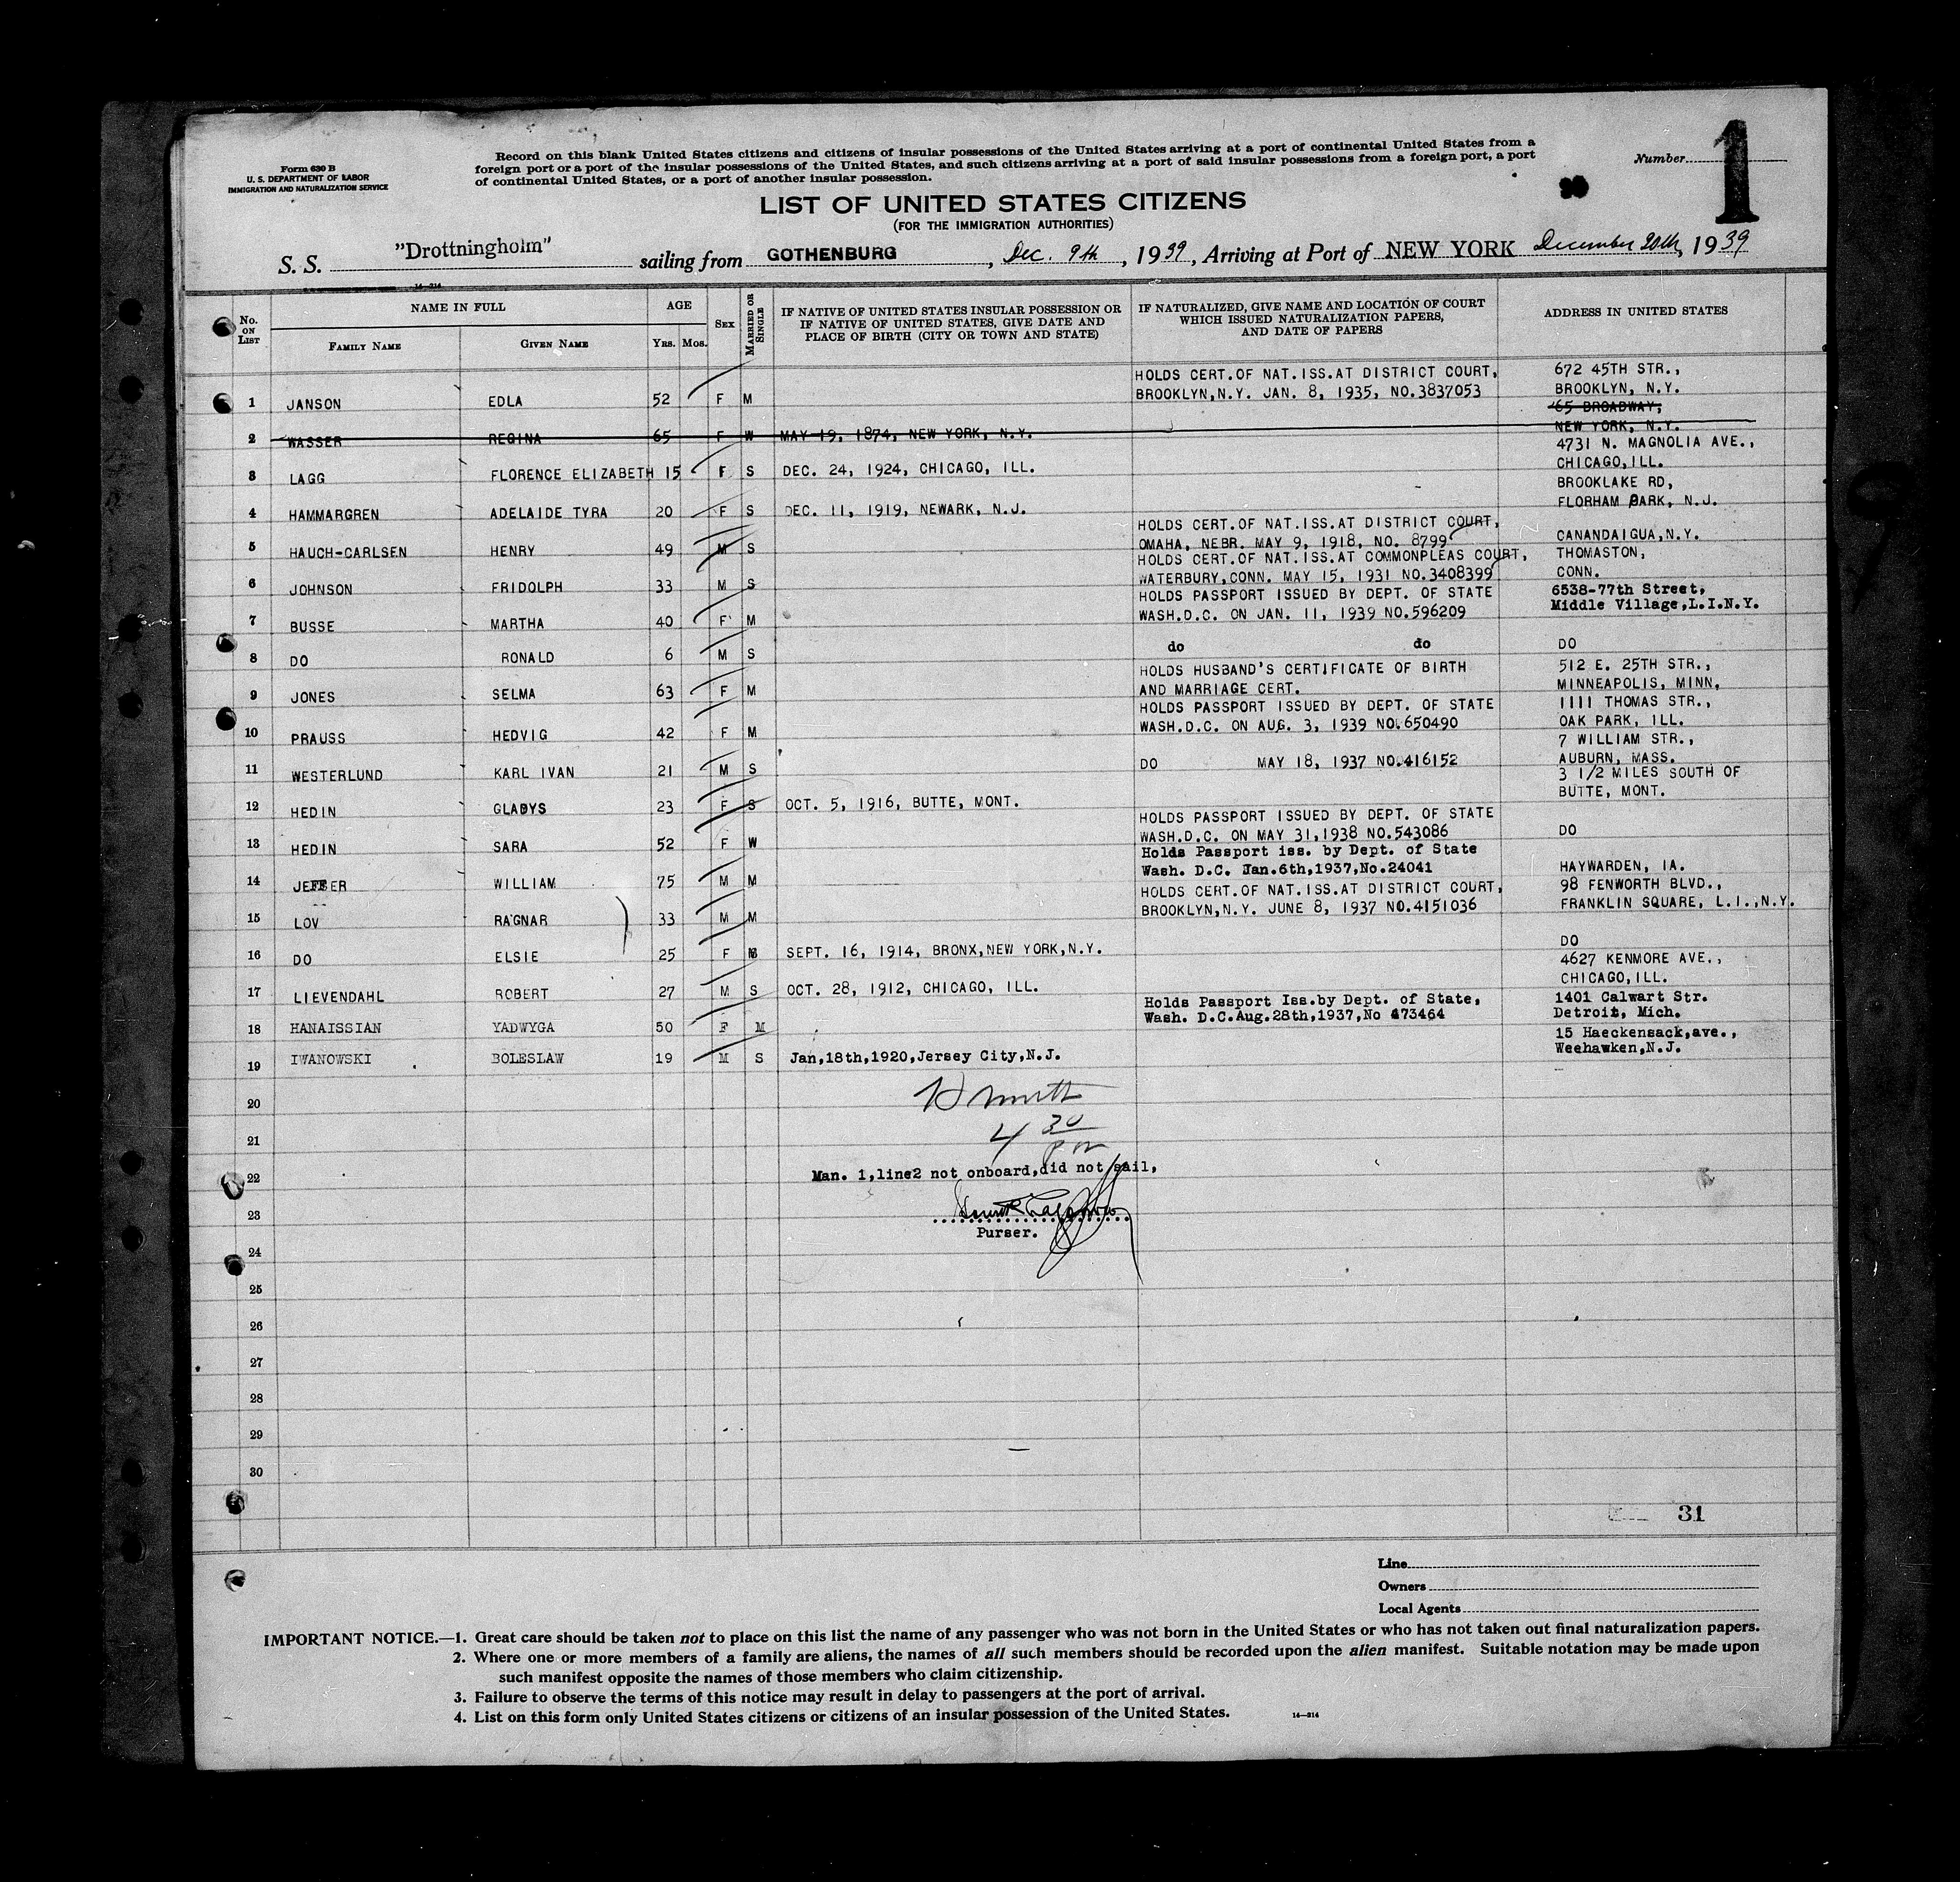 Form 630 B
U. S. DEPARTMENT OF LABOR
IMMIGRATION AND NATURALIZATION SERVICE
Record on this blank United States citizens and citizens of insular possessions of the United States arriving at a port of continental United States from a
foreign port or a port of the insular possessions of the United States, and such citizens arriving at a port of said insular possessions from a foreign port, a port
of continental United States, or a port of another insular possession.
Number
1
LIST OF UNITED STATES CITIZENS
(FOR THE IMMIGRATION AUTHORITIES)
S. S. "Drottningholm" sailing from GOTHENBURG, Dec. 9th, 1939, Arriving at Port of NEW YORK December 20th, 1939
14-314
No. ON LIST
NAME IN FULL
FAMILY NAME
GIVEN NAME
AGE
YRS. MOS.
SEX
MARRIED OR SINGLE
IF NATIVE OF UNITED STATES INSULAR POSSESSION OR
IF NATIVE OF UNITED STATES, GIVE DATE AND
PLACE OF BIRTH (CITY OR TOWN AND STATE)
IF NATURALIZED, GIVE NAME AND LOCATION OF COURT
WHICH ISSUED NATURALIZATION PAPERS,
AND DATE OF PAPERS
ADDRESS IN UNITED STATES
HOLDS CERT.OF NAT.ISS.AT DISTRICT COURT, 672 45TH STR.,
1 JANSON EDLA 52 F M BROOKLYN,N.Y. JAN. 8, 1935, NO.3837053 BROOKLYN, N.Y.
65 BROADWAY,
2 WASSER REGINA 65 F W MAY 19, 1874, NEW YORK, N.Y. NEW YORK, N.Y.
4731 N. MAGNOLIA AVE.,
3 LAGG FLORENCE ELIZABETH 15 F S DEC. 24, 1924, CHICAGO, ILL. CHICAGO,ILL.
BROOKLAKE RD,
4 HAMMARGREN ADELAIDE TYRA 20 F S DEC. 11, 1919, NEWARK, N.J. FLORHAM PARK, N.J.
HOLDS CERT.OF NAT.ISS.AT DISTRICT COURT,
5 HAUCH-CARLSEN HENRY 49 M S OMAHA, NEBR. MAY 9, 1918, NO. 8799 CANANDAIGUA,N.Y.
HOLDS CERT.OF NAT.ISS.AT COMMONPLEAS COURT, THOMASTON,
6 JOHNSON FRIDOLPH 33 M S WATERBURY,CONN. MAY 15, 1931 NO.3408399 CONN.
HOLDS PASSPORT ISSUED BY DEPT. OF STATE 6538-77th Street,
7 BUSSE MARTHA 40 F M WASH.D.C. ON JAN. 11, 1939 NO.596209 Middle Village,L.I.N.Y.
8 DO RONALD 6 M S do do DO
HOLDS HUSBAND'S CERTIFICATE OF BIRTH 512 E. 25TH STR.,
9 JONES SELMA 63 F M AND MARRIAGE CERT. MINNEAPOLIS, MINN.
HOLDS PASSPORT ISSUED BY DEPT. OF STATE 1111 THOMAS STR.,
10 PRAUSS HEDVIG 42 F M WASH.D.C. ON AUG. 3, 1939 NO.650490 OAK PARK, ILL.
7 WILLIAM STR.,
11 WESTERLUND KARL IVAN 21 M S DO MAY 18, 1937 NO.416152 AUBURN, MASS.
3 1/2 MILES SOUTH OF
12 HEDIN GLADYS 23 F S OCT. 5, 1916, BUTTE, MONT. BUTTE, MONT.
HOLDS PASSPORT ISSUED BY DEPT. OF STATE
13 HEDIN SARA 52 F W WASH.D.C. ON MAY 31,1938 NO.543086 DO
Holds Passport iss. by Dept. of State
14 JEFFER WILLIAM 75 M M Wash. D.C. Jan.6th,1937,No.24041 HAYWARDEN, IA.
HOLDS CERT.OF NAT.ISS.AT DISTRICT COURT, 98 FENWORTH BLVD.,
15 LOV RAGNAR 33 M M BROOKLYN,N.Y. JUNE 8, 1937 NO.4151036 FRANKLIN SQUARE, L.I.,N.Y.
16 DO ELSIE 25 F M SEPT. 16, 1914, BRONX,NEW YORK,N.Y. DO
4627 KENMORE AVE.,
17 LIEVENDAHL ROBERT 27 M S OCT. 28, 1912, CHICAGO, ILL. CHICAGO,ILL.
Holds Passport Iss.by Dept. of State, 1401 Calwart Str.
18 HANAISSIAN YADWYGA 50 F M Wash. D.C.Aug.28th,1937,No 473464 Detroit, Mich.
15 Haeckensack,ave.,
19 IWANOWSKI BOLESLAW 19 M S Jan,18th,1920,Jersey City,N.J. Weehawken,N.J.
20
21
4 30
pm
22 Man. 1,line2 not onboard,did not sail,
23
Purser.
24
25
26
27
28
29
30
31
Line
Owners
Local Agents
IMPORTANT NOTICE.—1. Great care should be taken not to place on this list the name of any passenger who was not born in the United States or who has not taken out final naturalization papers.
2. Where one or more members of a family are aliens, the names of all such members should be recorded upon the alien manifest. Suitable notation may be made upon
such manifest opposite the names of those members who claim citizenship.
3. Failure to observe the terms of this notice may result in delay to passengers at the port of arrival.
4. List on this form only United States citizens or citizens of an insular possession of the United States.
14—314